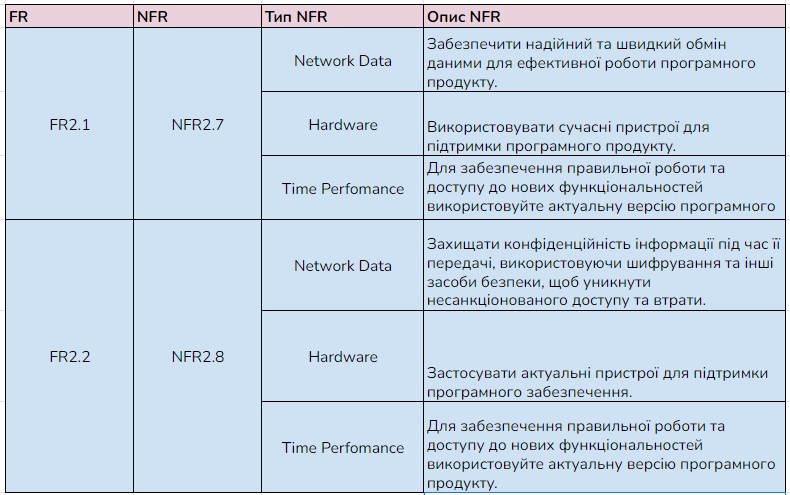 FR NFR Тип NFR Опис NFR
FR2.1 NFR2.7
Network Data
Забезпечити надійний та швидкий обмін
даними для ефективної роботи програмного
продукту.
Hardware
Використовувати сучасні пристрої для
підтримки програмного продукту.
Time Perfomance
Для забезпечення правильної роботи та
доступу до нових функціональностей
використовуйте актуальну версію програмного
FR2.2 NFR2.8
Network Data
Захищати конфіденційність інформації під час її
передачі, використовуючи шифрування та інші
засоби безпеки, щоб уникнути
несанкціонованого доступу та втрати.
Hardware
Застосувати актуальні пристрої для підтримки
програмного забезпечення.
Time Perfomance
Для забезпечення правильної роботи та
доступу до нових функціональностей
використовуйте актуальну версію програмного
продукту.